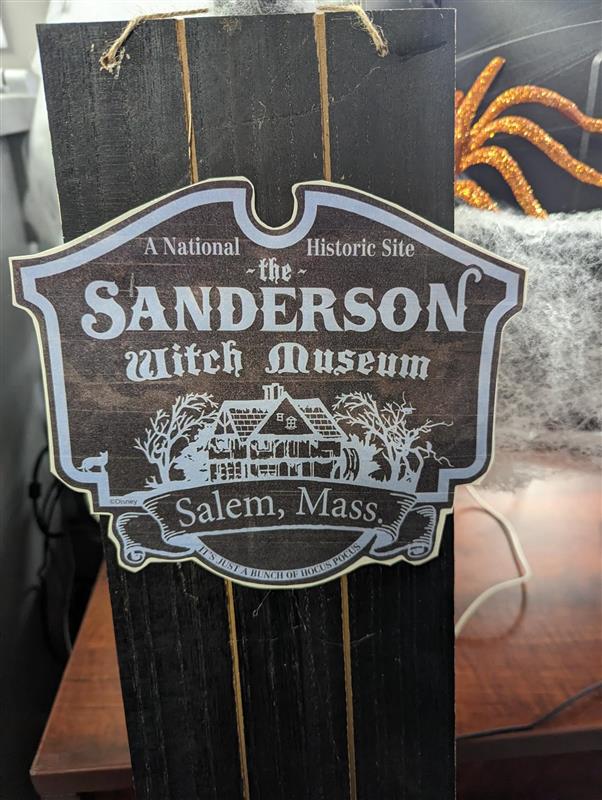 A National Historic Site
- the -
SANDERSON
Witch Museum
©Disney
Salem, Mass.
IT'S JUST A BUNCH OF HOCUS POCUS